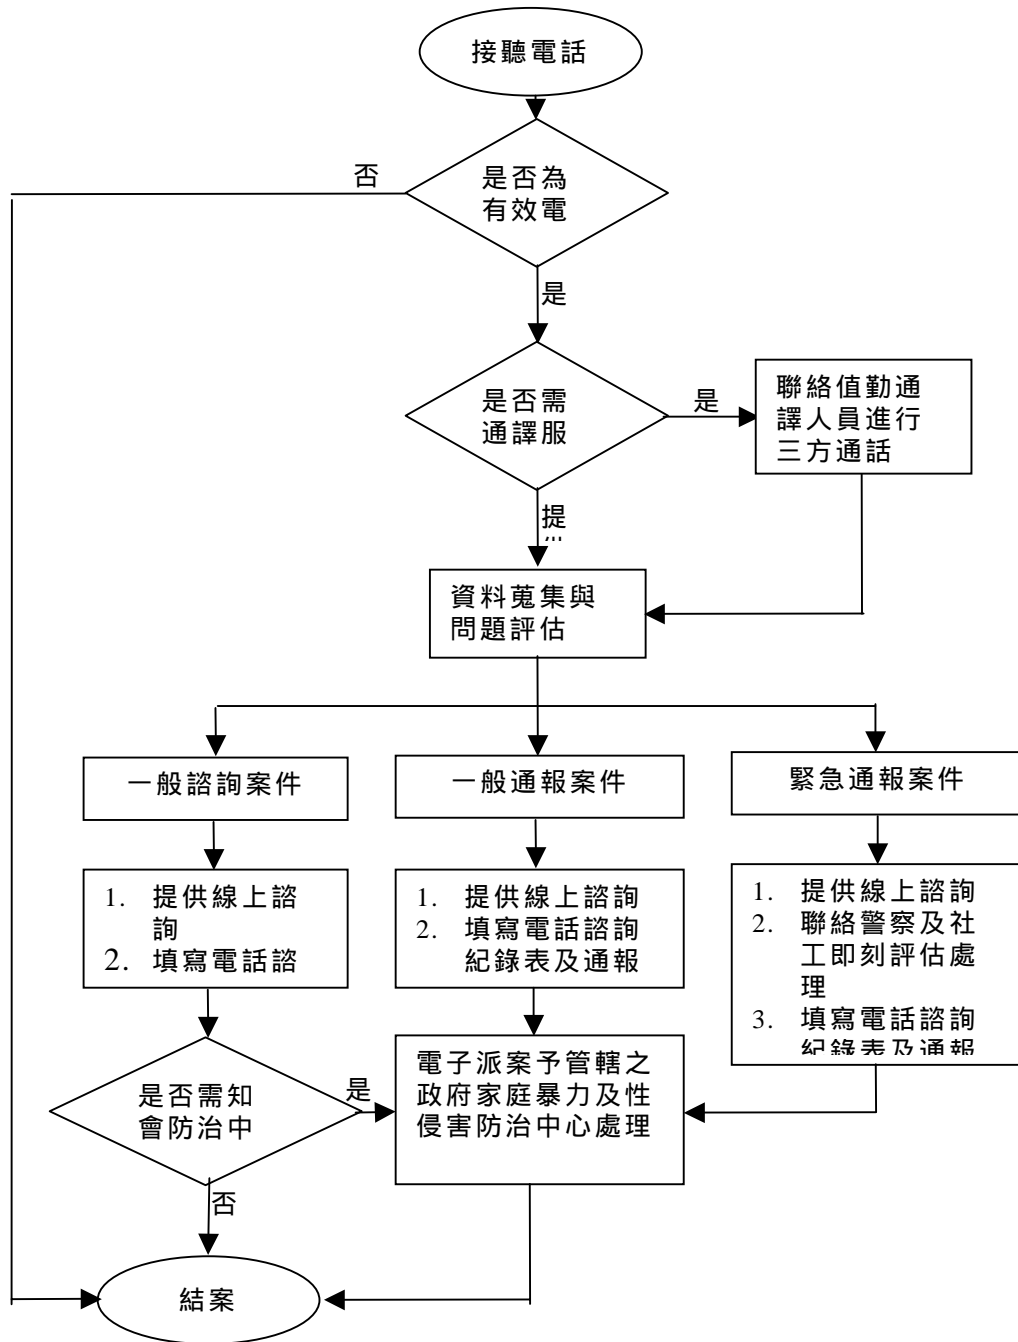 接聽電話
是否為
有效電
否
是
是否需
通譯服
是
聯絡值勤通
譯人員進行
三方通話
提
資料蒐集與
問題評估
一般諮詢案件
一般通報案件
緊急通報案件
1. 提供線上諮
詢
2. 填寫電話諮
1. 提供線上諮詢
2. 填寫電話諮詢
紀錄表及通報
1. 提供線上諮詢
2. 聯絡警察及社
工即刻評估處
理
3. 填寫電話諮詢
紀錄表及通報
是否需知
會防治中
是
電子派案予管轄之
政府家庭暴力及性
侵害防治中心處理
否
結案